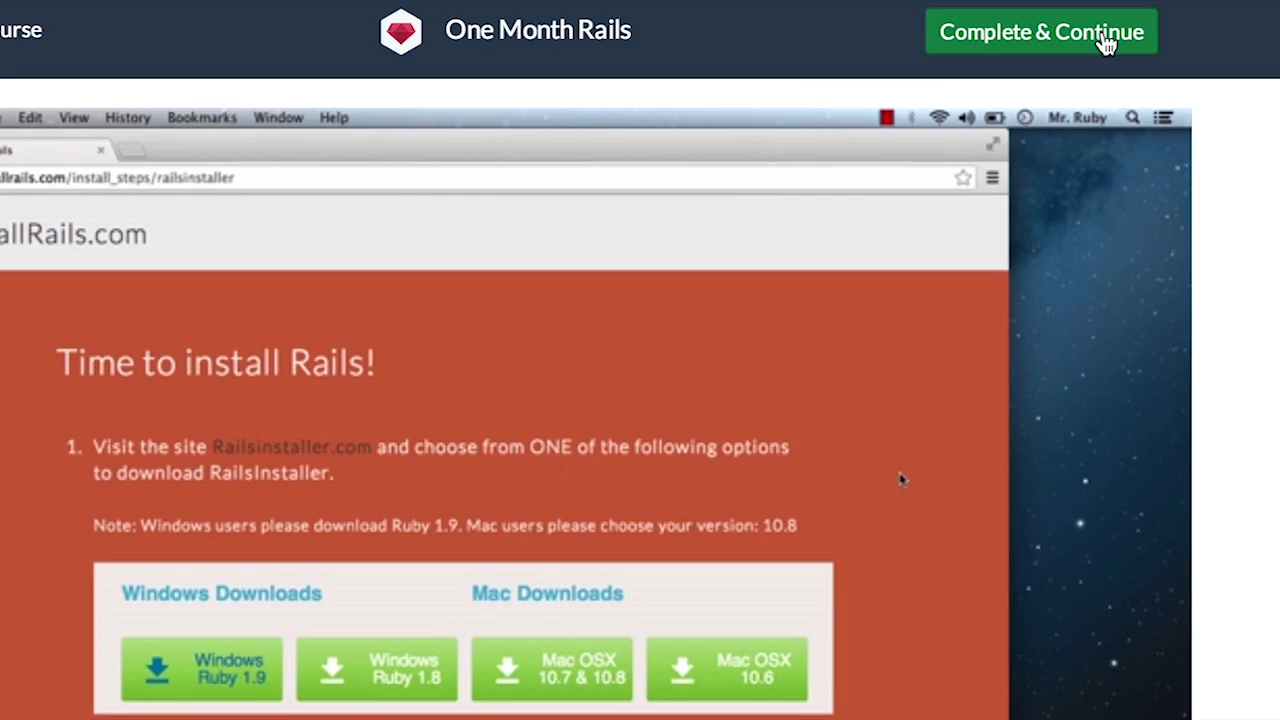 urse
One Month Rails
Complete & Continue
Edit View History Bookmarks Window Help
Mr. Ruby
ils
llrails.com/install_steps/railsinstaller
allRails.com
Time to install Rails!
1. Visit the site Railsinstaller.com and choose from ONE of the following options
to download RailsInstaller.
Note: Windows users please download Ruby 1.9. Mac users please choose your version: 10.8
Windows Downloads
Mac Downloads
Windows
Ruby 1.9
Windows
Ruby 1.8
Mac OSX
10.7 & 10.8
Mac OSX
10.6